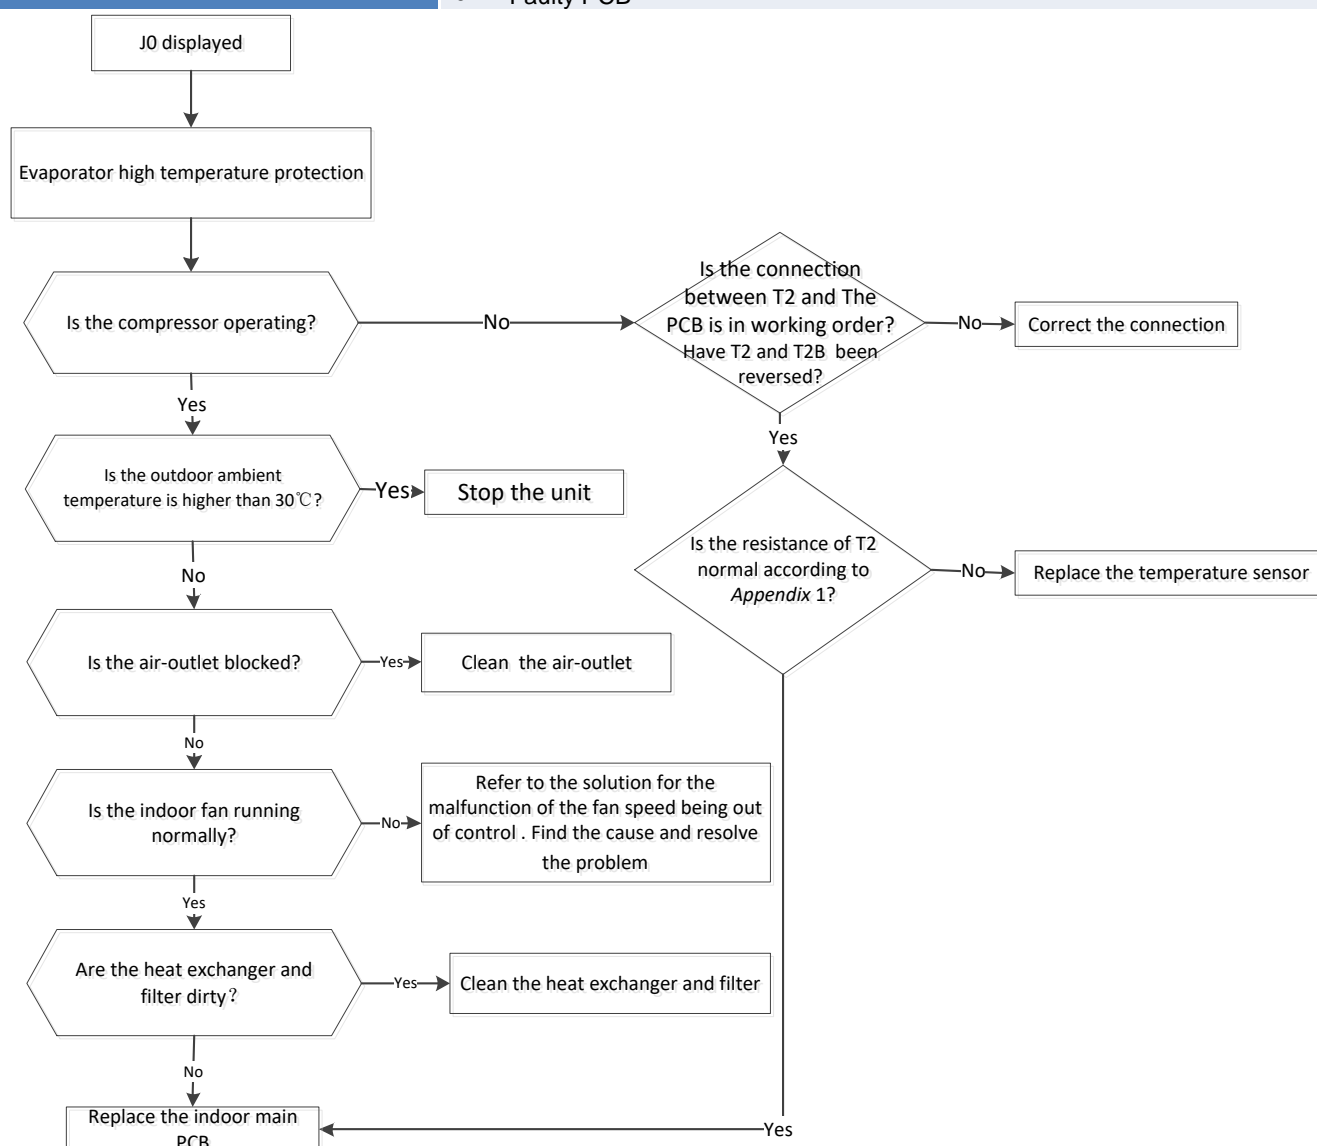 Faulty PCB
J0 displayed
Evaporator high temperature protection
Is the compressor operating?
No
Is the connection
between T2 and The
PCB is in working order?
Have T2 and T2B been
reversed?
No
Correct the connection
Yes
Yes
Is the outdoor ambient
temperature is higher than 30℃?
Yes
Stop the unit
Is the resistance of T2
normal according to
Appendix 1?
No
Replace the temperature sensor
No
Is the air-outlet blocked?
Yes
Clean the air-outlet
No
Is the indoor fan running
normally?
No
Refer to the solution for the
malfunction of the fan speed being out
of control . Find the cause and resolve
the problem
Yes
Are the heat exchanger and
filter dirty?
Yes
Clean the heat exchanger and filter
No
Replace the indoor main
PCB
Yes